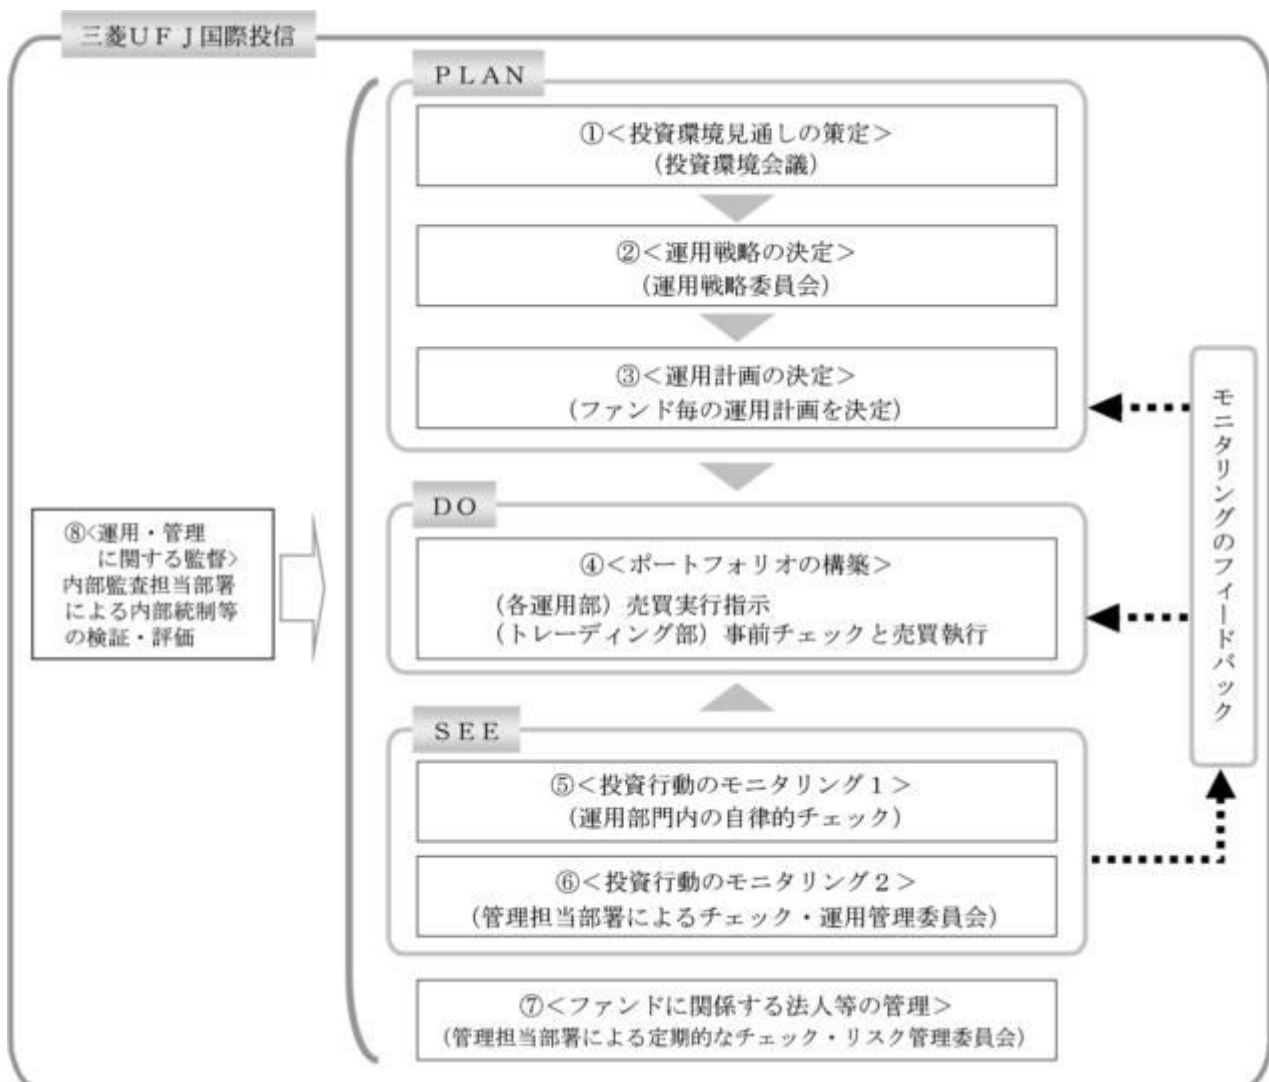 三菱ＵＦＪ国際投信
ＰＬＡＮ
①＜投資環境見通しの策定＞
（投資環境会議）
②＜運用戦略の決定＞
（運用戦略委員会）
③＜運用計画の決定＞
（ファンド毎の運用計画を決定）
ＤＯ
④＜ポートフォリオの構築＞
（各運用部）売買実行指示
（トレーディング部）事前チェックと売買執行
ＳＥＥ
⑤＜投資行動のモニタリング１＞
（運用部門内の自律的チェック）
⑥＜投資行動のモニタリング２＞
（管理担当部署によるチェック・運用管理委員会）
⑦＜ファンドに関係する法人等の管理＞
（管理担当部署による定期的なチェック・リスク管理委員会）
⑧<運用・管理
に関する監督>
内部監査担当部署
による内部統制等
の検証・評価
モニタリングのフィードバック